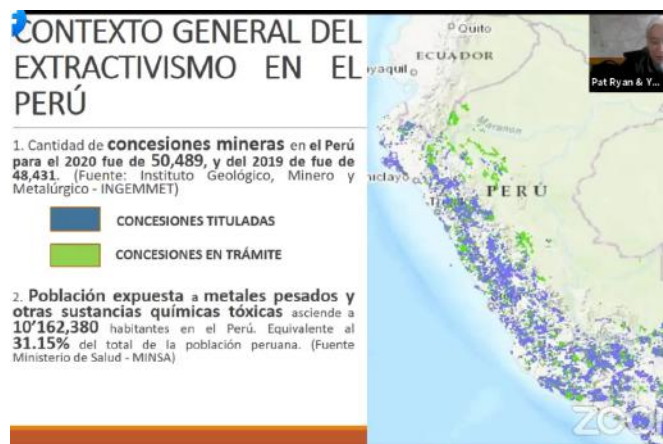 CONTEXTO GENERAL DEL
EXTRACTIVISMO EN EL
PERÚ
1. Cantidad de concesiones mineras en el Perú
para el 2020 fue de 50,489, y del 2019 de fue de
48,431. (Fuente: Instituto Geológico, Minero y
Metalúrgico - INGEMMET)
CONCESIONES TITULADAS
CONCESIONES EN TRÁMITE
2. Población expuesta a metales pesados y
otras sustancias químicas tóxicas asciende a
10'162,380 habitantes en el Perú. Equivalente al
31.15% del total de la población peruana. (Fuente
Ministerio de Salud - MINSA)
Quito
ECUADOR
yaquil
Marañón
hiclayo
PERÚ
Pat Ryan & Y...
zoom